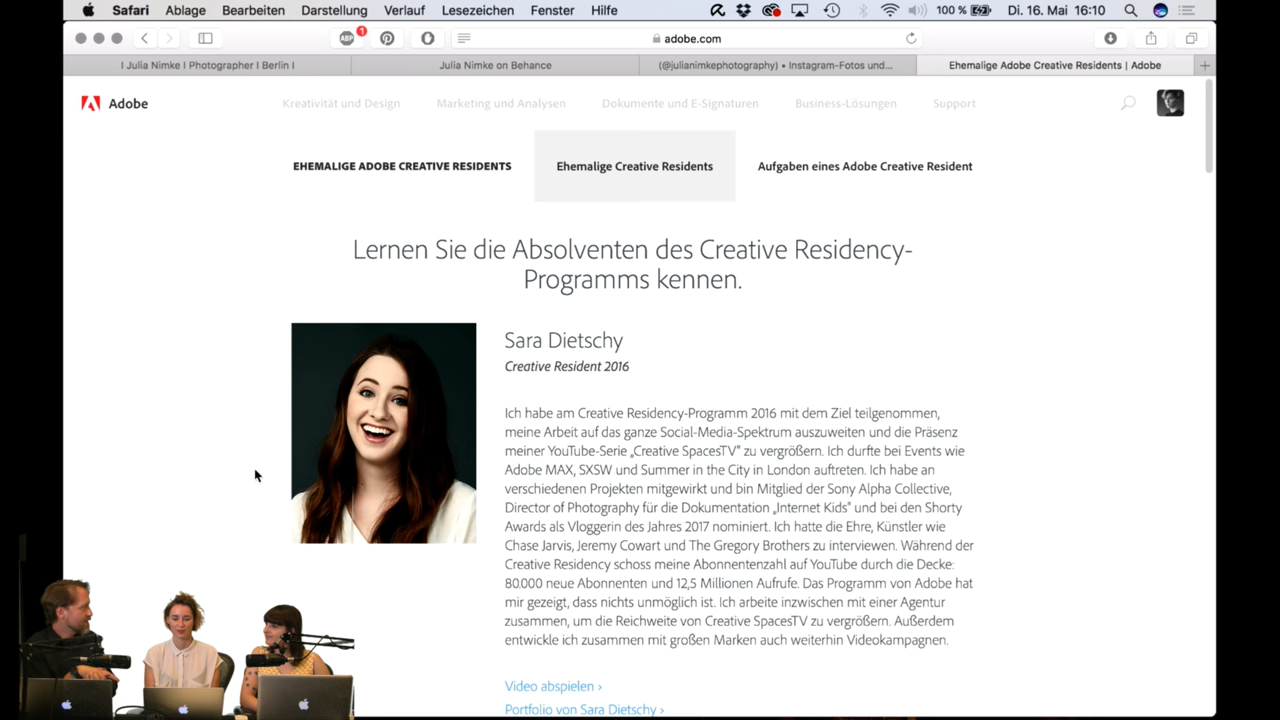 Safari Ablage Bearbeiten Darstellung Verlauf Lesezeichen Fenster Hilfe 100 % Di. 16. Mai 16:10
ABP 1 adobe.com
I Julia Nimke I Photographer I Berlin I Julia Nimke on Behance (@julianimkephotography) • Instagram-Fotos und... Ehemalige Adobe Creative Residents | Adobe
Adobe Kreativität und Design Marketing und Analysen Dokumente und E-Signaturen Business-Lösungen Support
EHEMALIGE ADOBE CREATIVE RESIDENTS Ehemalige Creative Residents Aufgaben eines Adobe Creative Resident
Lernen Sie die Absolventen des Creative Residency-
Programms kennen.
Sara Dietschy
Creative Resident 2016
Ich habe am Creative Residency-Programm 2016 mit dem Ziel teilgenommen,
meine Arbeit auf das ganze Social-Media-Spektrum auszuweiten und die Präsenz
meiner YouTube-Serie „Creative SpacesTV“ zu vergrößern. Ich durfte bei Events wie
Adobe MAX, SXSW und Summer in the City in London auftreten. Ich habe an
verschiedenen Projekten mitgewirkt und bin Mitglied der Sony Alpha Collective,
Director of Photography für die Dokumentation „Internet Kids“ und bei den Shorty
Awards als Vloggerin des Jahres 2017 nominiert. Ich hatte die Ehre, Künstler wie
Chase Jarvis, Jeremy Cowart und The Gregory Brothers zu interviewen. Während der
Creative Residency schoss meine Abonnentenzahl auf YouTube durch die Decke:
80.000 neue Abonnenten und 12,5 Millionen Aufrufe. Das Programm von Adobe hat
mir gezeigt, dass nichts unmöglich ist. Ich arbeite inzwischen mit einer Agentur
zusammen, um die Reichweite von Creative SpacesTV zu vergrößern. Außerdem
entwickle ich zusammen mit großen Marken auch weiterhin Videokampagnen.
Video abspielen ›
Portfolio von Sara Dietschy ›